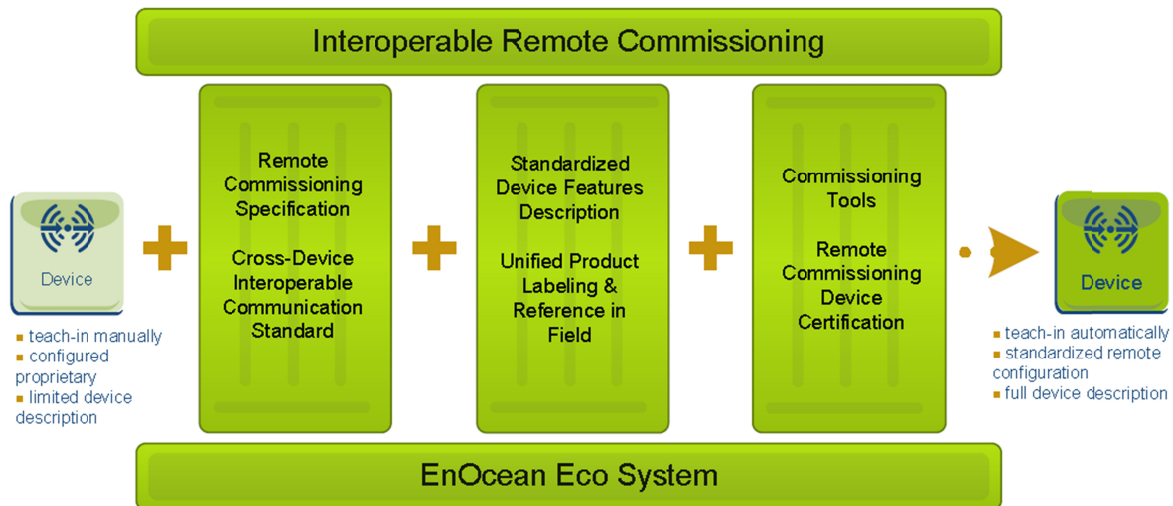 Interoperable Remote Commissioning
Device
■ teach-in manually
■ configured
proprietary
■ limited device
description
Remote
Commissioning
Specification
Cross-Device
Interoperable
Communication
Standard
Standardized
Device Features
Description
Unified Product
Labeling &
Reference in
Field
Commissioning
Tools
Remote
Commissioning
Device
Certification
Device
■ teach-in automatically
■ standardized remote
configuration
■ full device description
EnOcean Eco System